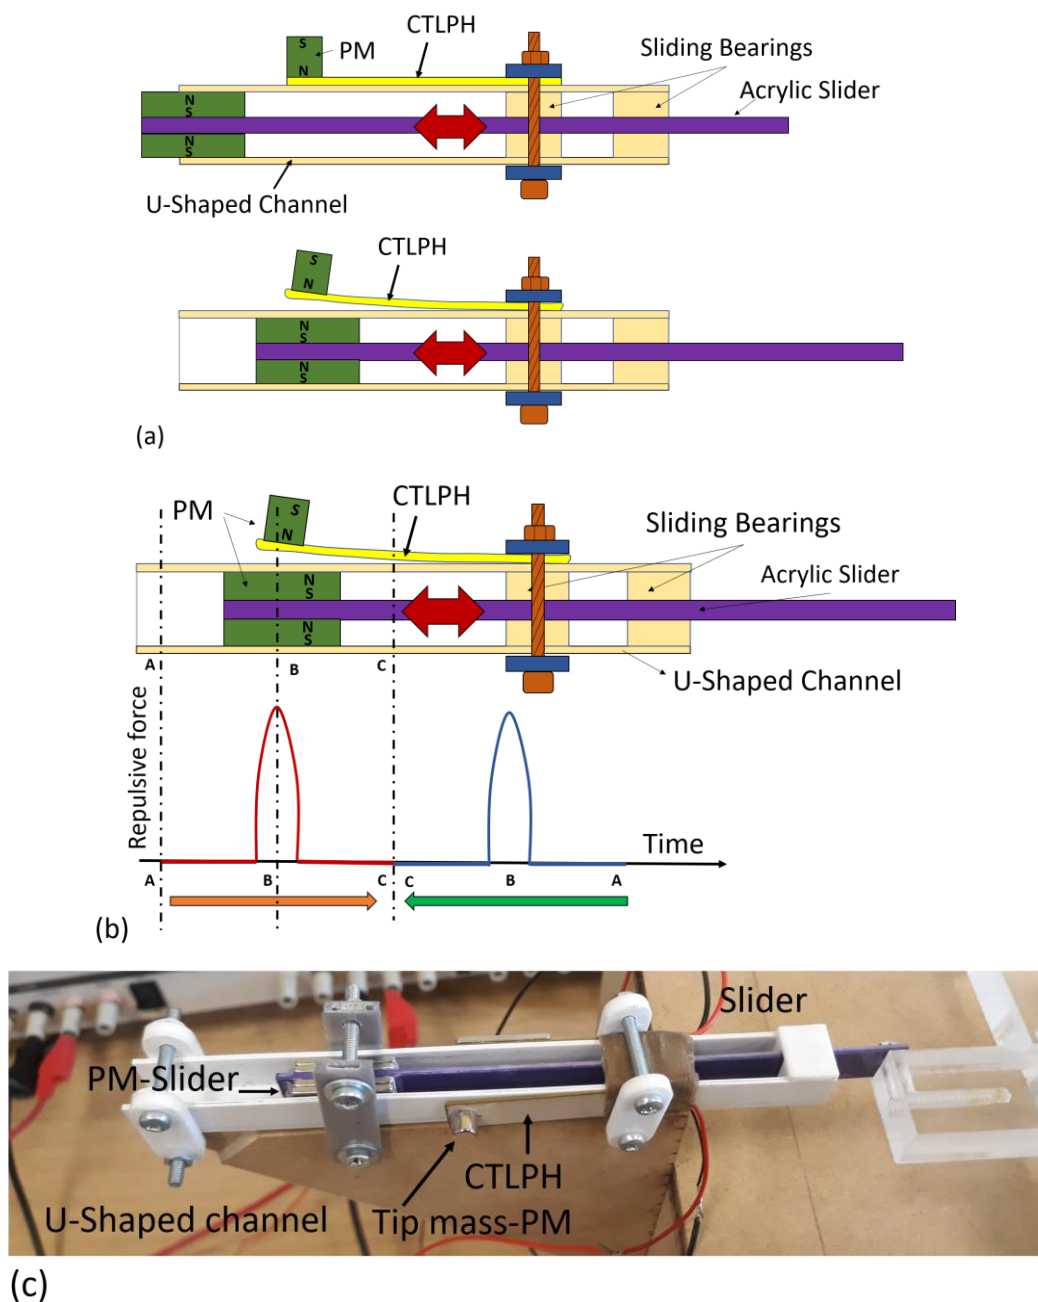 CTLPH
S
PM
N
Sliding Bearings
Acrylic Slider
N
S
N
S
U-Shaped Channel
CTLPH
S
N
N
S
N
S
(a)
CTLPH
PM
S
N
Sliding Bearings
Acrylic Slider
N
S
N
S
A
B
C
U-Shaped Channel
Repulsive force
Time
A
B
C
C
B
A
(b)
Slider
PM-Slider
CTLPH
U-Shaped channel
Tip mass-PM
(c)